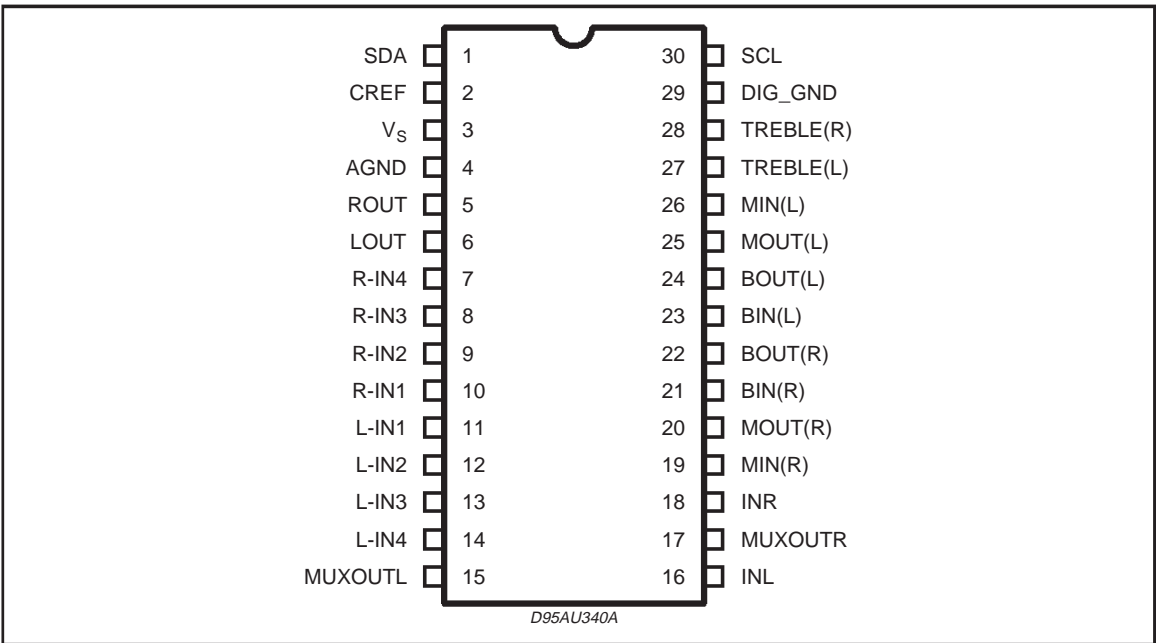 SDA 1 30 SCL
CREF 2 29 DIG_GND
VS 3 28 TREBLE(R)
AGND 4 27 TREBLE(L)
ROUT 5 26 MIN(L)
LOUT 6 25 MOUT(L)
R-IN4 7 24 BOUT(L)
R-IN3 8 23 BIN(L)
R-IN2 9 22 BOUT(R)
R-IN1 10 21 BIN(R)
L-IN1 11 20 MOUT(R)
L-IN2 12 19 MIN(R)
L-IN3 13 18 INR
L-IN4 14 17 MUXOUTR
MUXOUTL 15 16 INL
D95AU340A